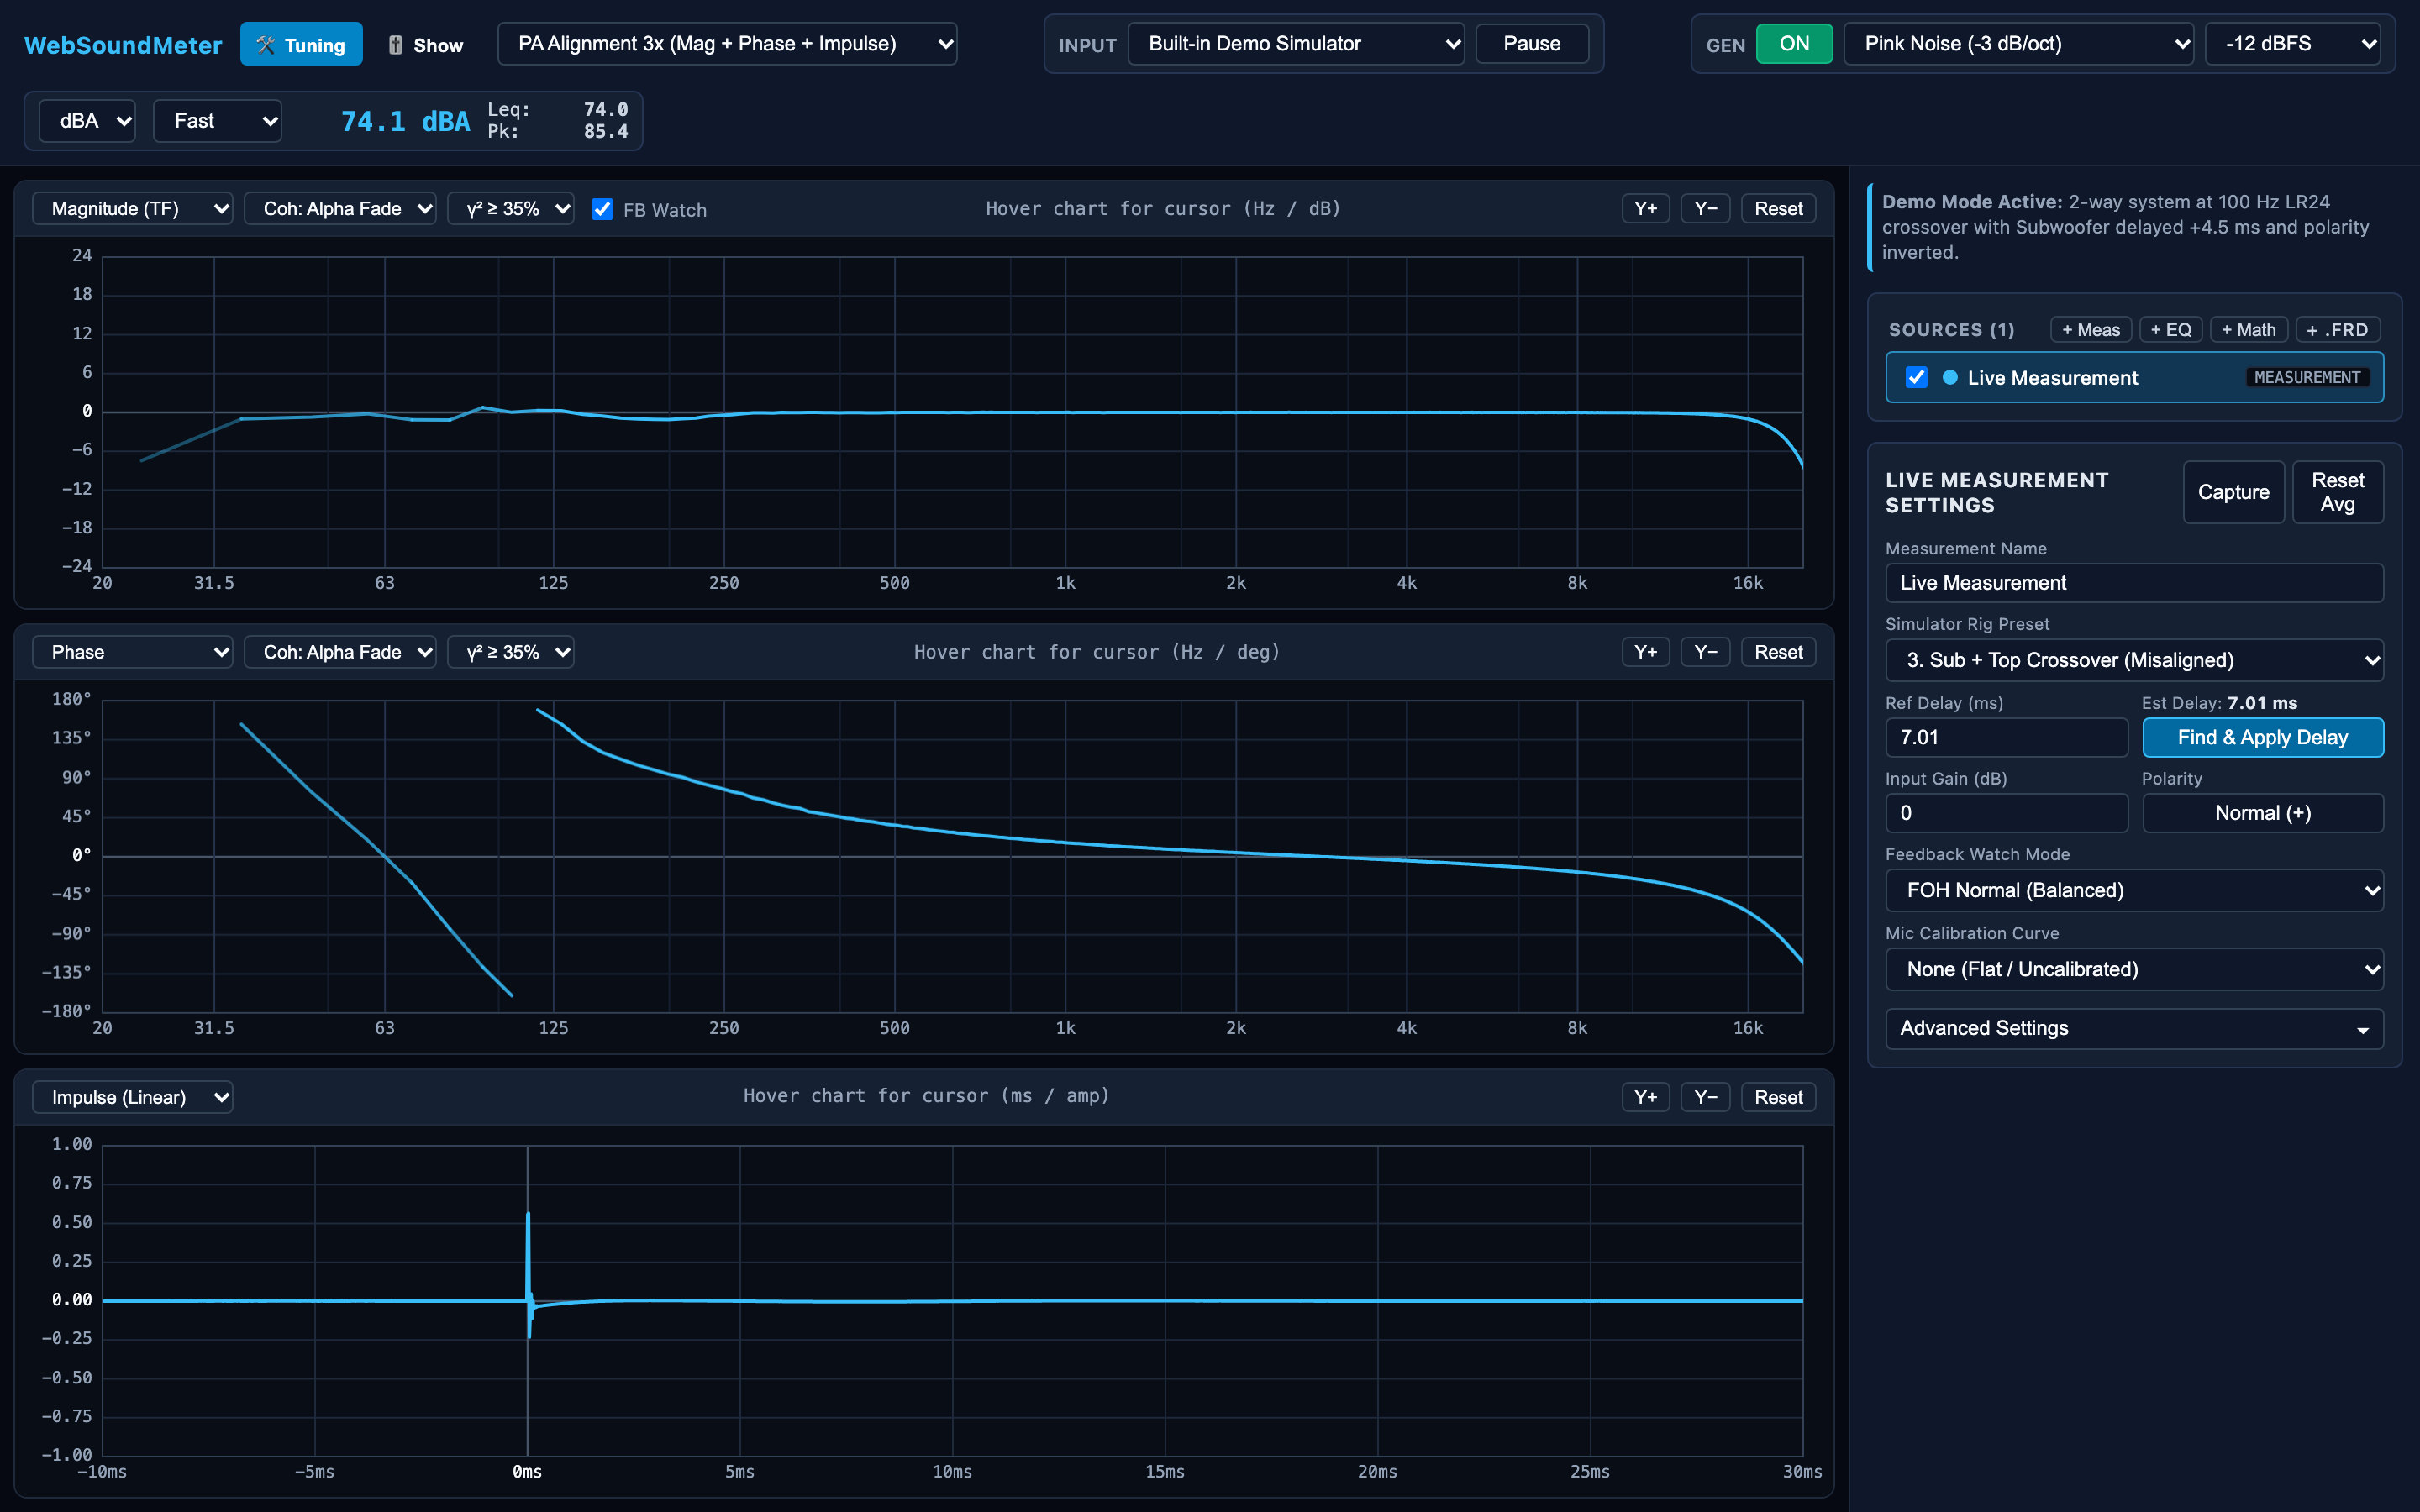 WebSoundMeter 🛠️ Tuning 🎚️ Show PA Alignment 3x (Mag + Phase + Impulse) INPUT Built-in Demo Simulator Pause GEN ON Pink Noise (-3 dB/oct) -12 dBFS
dBA Fast 74.1 dBA Leq: 74.0
Pk: 85.4
Magnitude (TF) Coh: Alpha Fade γ² ≥ 35% FB Watch Hover chart for cursor (Hz / dB) Y+ Y− Reset
24
18
12
6
0
−6
−12
−18
−24
20 31.5 63 125 250 500 1k 2k 4k 8k 16k
Phase Coh: Alpha Fade γ² ≥ 35% Hover chart for cursor (Hz / deg) Y+ Y− Reset
180°
135°
90°
45°
0°
−45°
−90°
−135°
−180°
20 31.5 63 125 250 500 1k 2k 4k 8k 16k
Impulse (Linear) Hover chart for cursor (ms / amp) Y+ Y− Reset
1.00
0.75
0.50
0.25
0.00
−0.25
−0.50
−0.75
−1.00
−10ms −5ms 0ms 5ms 10ms 15ms 20ms 25ms 30ms
Demo Mode Active: 2-way system at 100 Hz LR24
crossover with Subwoofer delayed +4.5 ms and polarity
inverted.
SOURCES (1) + Meas + EQ + Math + .FRD
Live Measurement MEASUREMENT
LIVE MEASUREMENT
SETTINGS
Capture
Reset
Avg
Measurement Name
Live Measurement
Simulator Rig Preset
3. Sub + Top Crossover (Misaligned)
Ref Delay (ms) Est Delay: 7.01 ms
7.01 Find & Apply Delay
Input Gain (dB) Polarity
0 Normal (+)
Feedback Watch Mode
FOH Normal (Balanced)
Mic Calibration Curve
None (Flat / Uncalibrated)
Advanced Settings